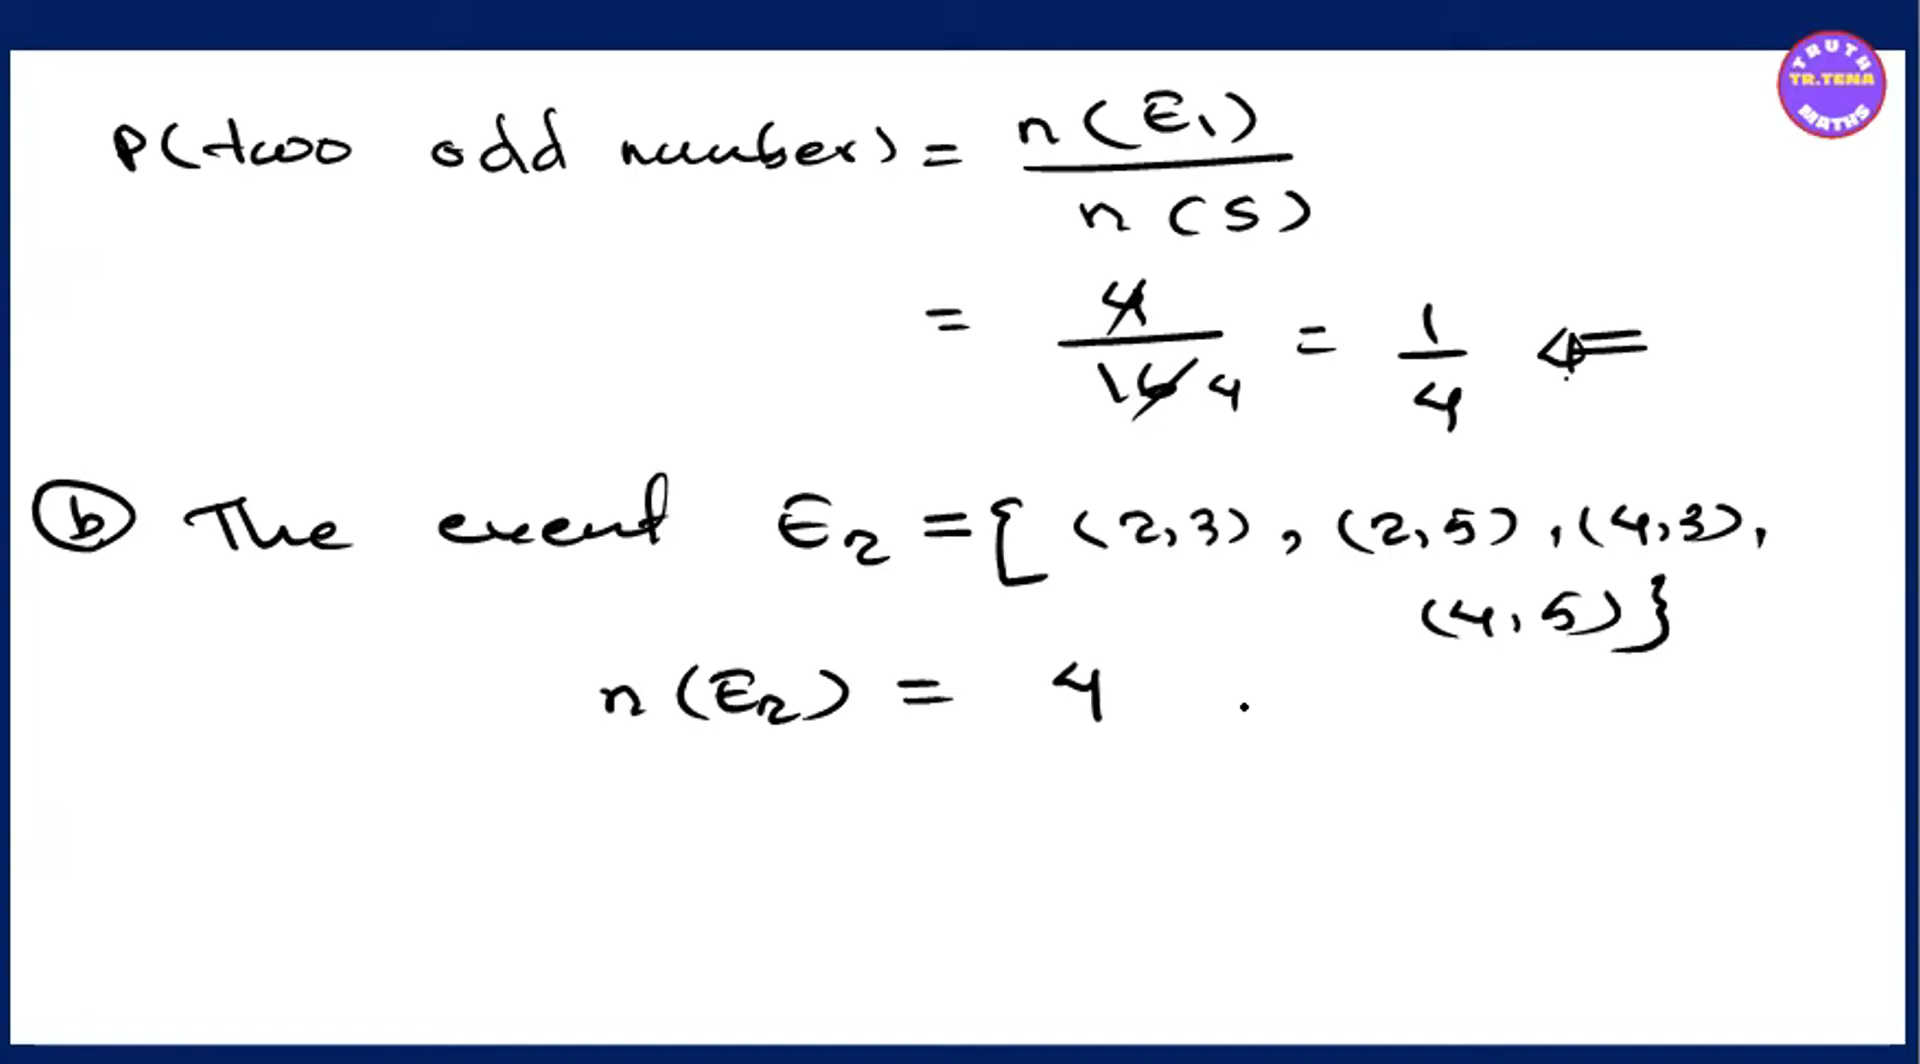 TRUTH
TR.TENA
MATHS
P(two odd number) = n(E₁) / n(S)
= 4 / 16 4 = 1 / 4 ⇐
ⓑ The event E₂ = { (2,3), (2,5), (4,3),
(4,5) }
n(E₂) = 4